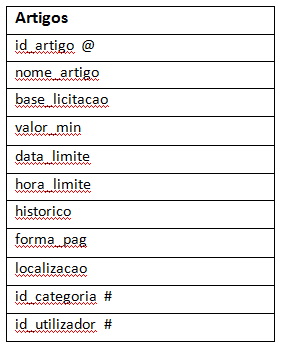 Artigos
id_artigo @
nome_artigo
base_licitacao
valor_min
data_limite
hora_limite
historico
forma_pag
localizacao
id_categoria #
id_utilizador #